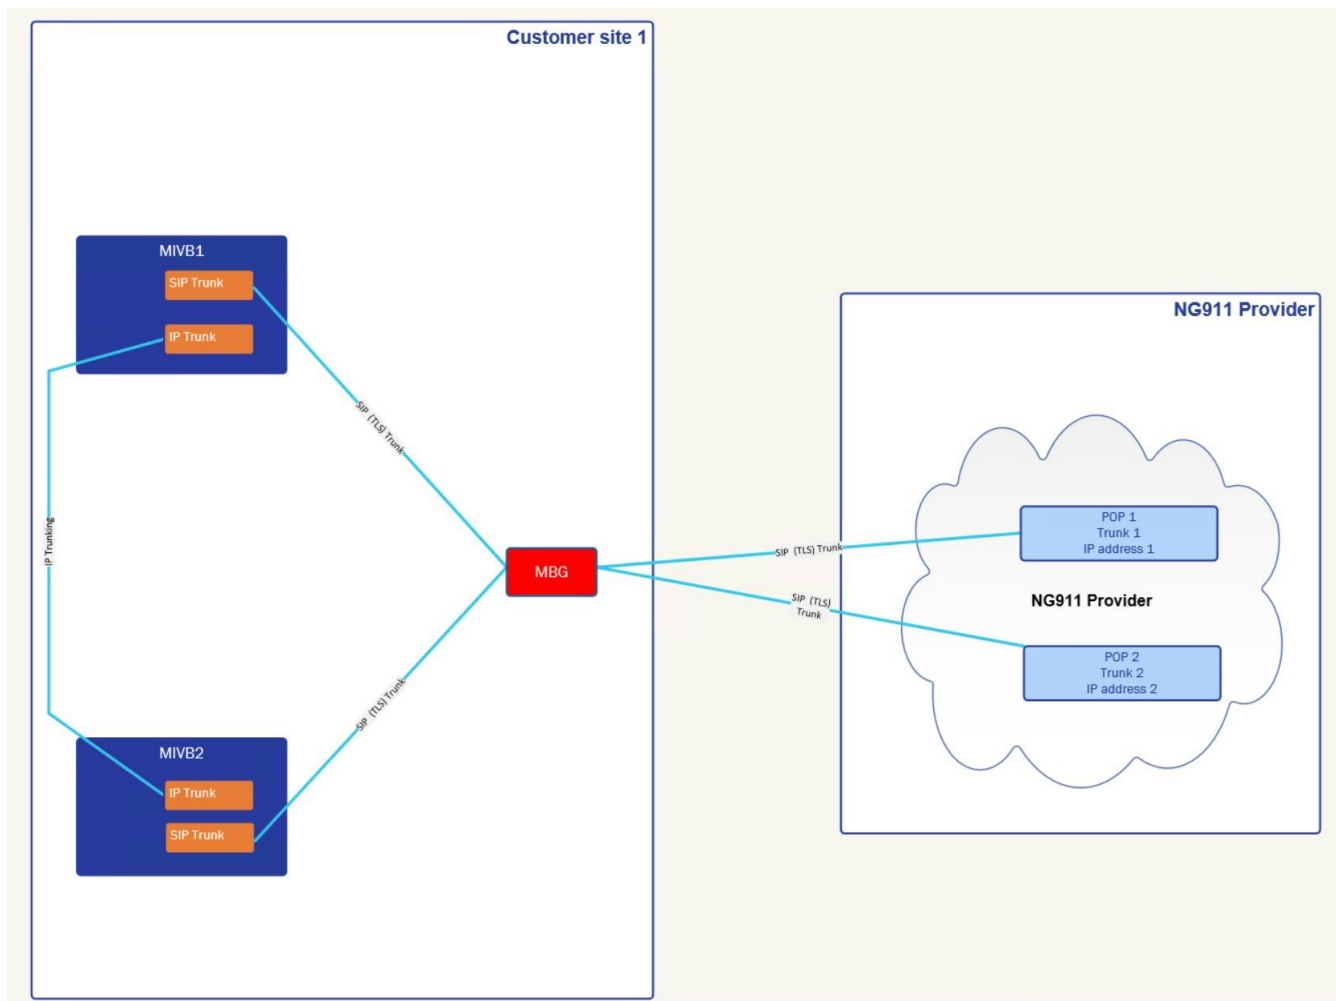 Customer site 1
MIVB1
SIP Trunk
IP Trunk
SIP (TLS) Trunk
IP Trunking
MBG
SIP (TLS) Trunk
MIVB2
IP Trunk
SIP Trunk
SIP (TLS) Trunk
SIP (TLS)
Trunk
NG911 Provider
POP 1
Trunk 1
IP address 1
NG911 Provider
POP 2
Trunk 2
IP address 2